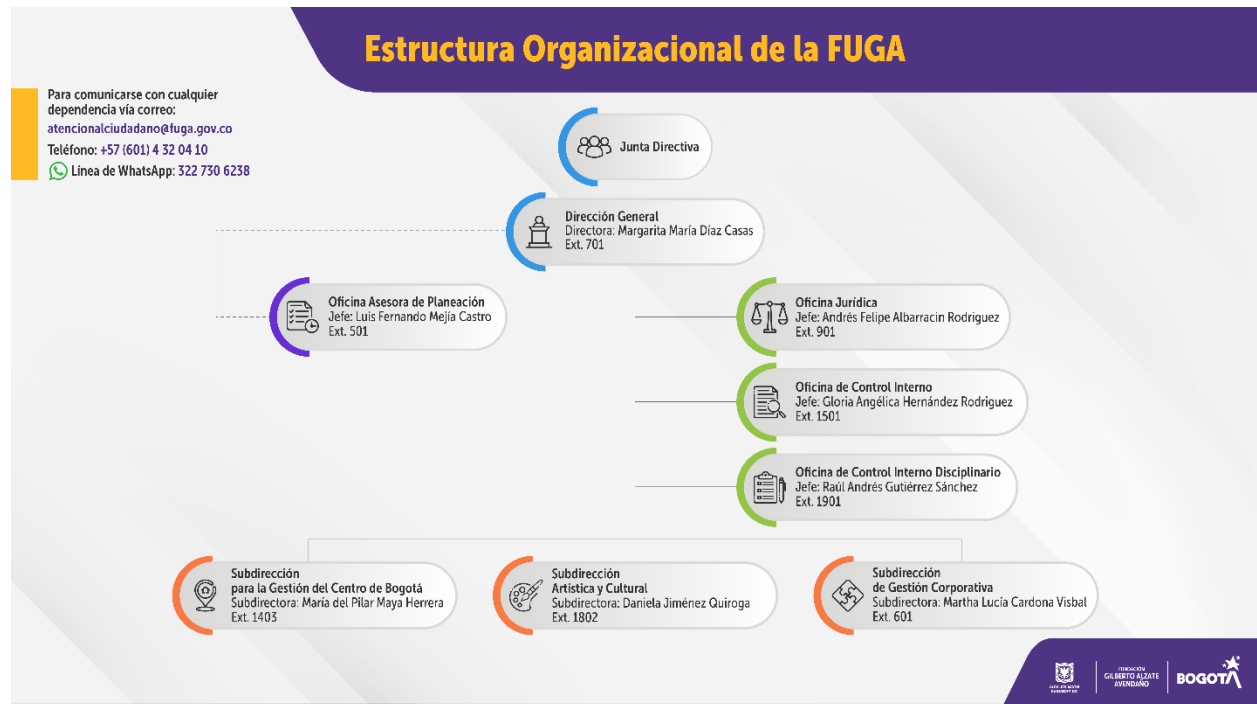 Estructura Organizacional de la FUGA
Para comunicarse con cualquier
dependencia vía correo:
atencionalciudadano@fuga.gov.co
Teléfono: +57 (601) 4 32 04 10
Línea de WhatsApp: 322 730 6238
Junta Directiva
Dirección General
Directora: Margarita María Díaz Casas
Ext. 701
Oficina Asesora de Planeación
Jefe: Luis Fernando Mejía Castro
Ext. 501
Oficina Jurídica
Jefe: Andrés Felipe Albarracin Rodriguez
Ext. 901
Oficina de Control Interno
Jefe: Gloria Angélica Hernández Rodriguez
Ext. 1501
Oficina de Control Interno Disciplinario
Jefe: Raúl Andrés Gutiérrez Sánchez
Ext. 1901
Subdirección
para la Gestión del Centro de Bogotá
Subdirectora: María del Pilar Maya Herrera
Ext. 1403
Subdirección
Artística y Cultural
Subdirectora: Daniela Jiménez Quiroga
Ext. 1802
Subdirección
de Gestión Corporativa
Subdirectora: Martha Lucía Cardona Visbal
Ext. 601
FUNDACIÓN
GILBERTO ALZATE
AVENDAÑO
BOGOTÁ